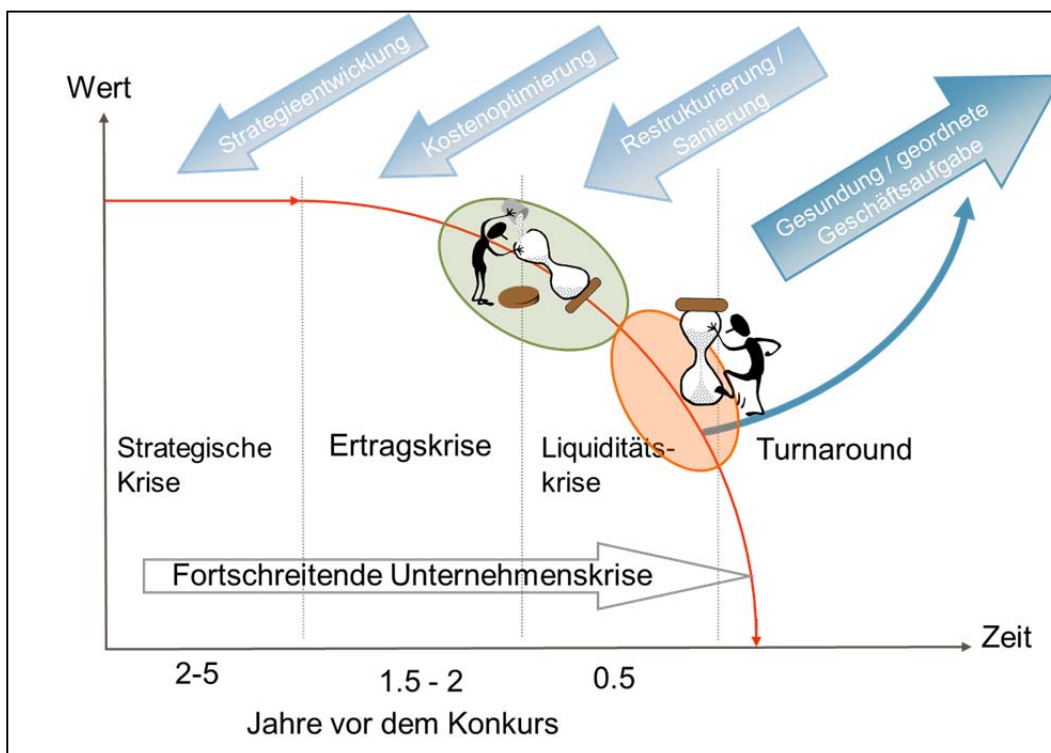 Wert
Strategieentwicklung
Kostenoptimierung
Restrukturierung /
Sanierung
Gesundung / geordnete
Geschäftsaufgabe
Strategische
Krise
Ertragskrise
Liquiditäts-
krise
Turnaround
Fortschreitende Unternehmenskrise
Zeit
2-5
1.5 - 2
0.5
Jahre vor dem Konkurs